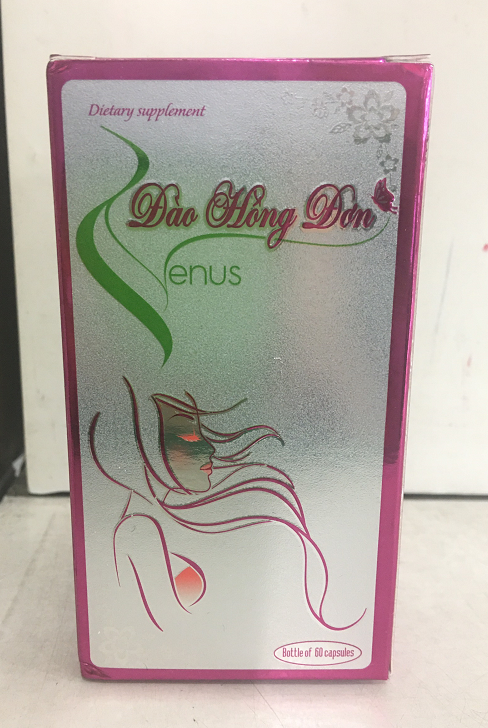 Dietary supplement
Đào Hồng Đơn
Venus
Bottle of 60 capsules